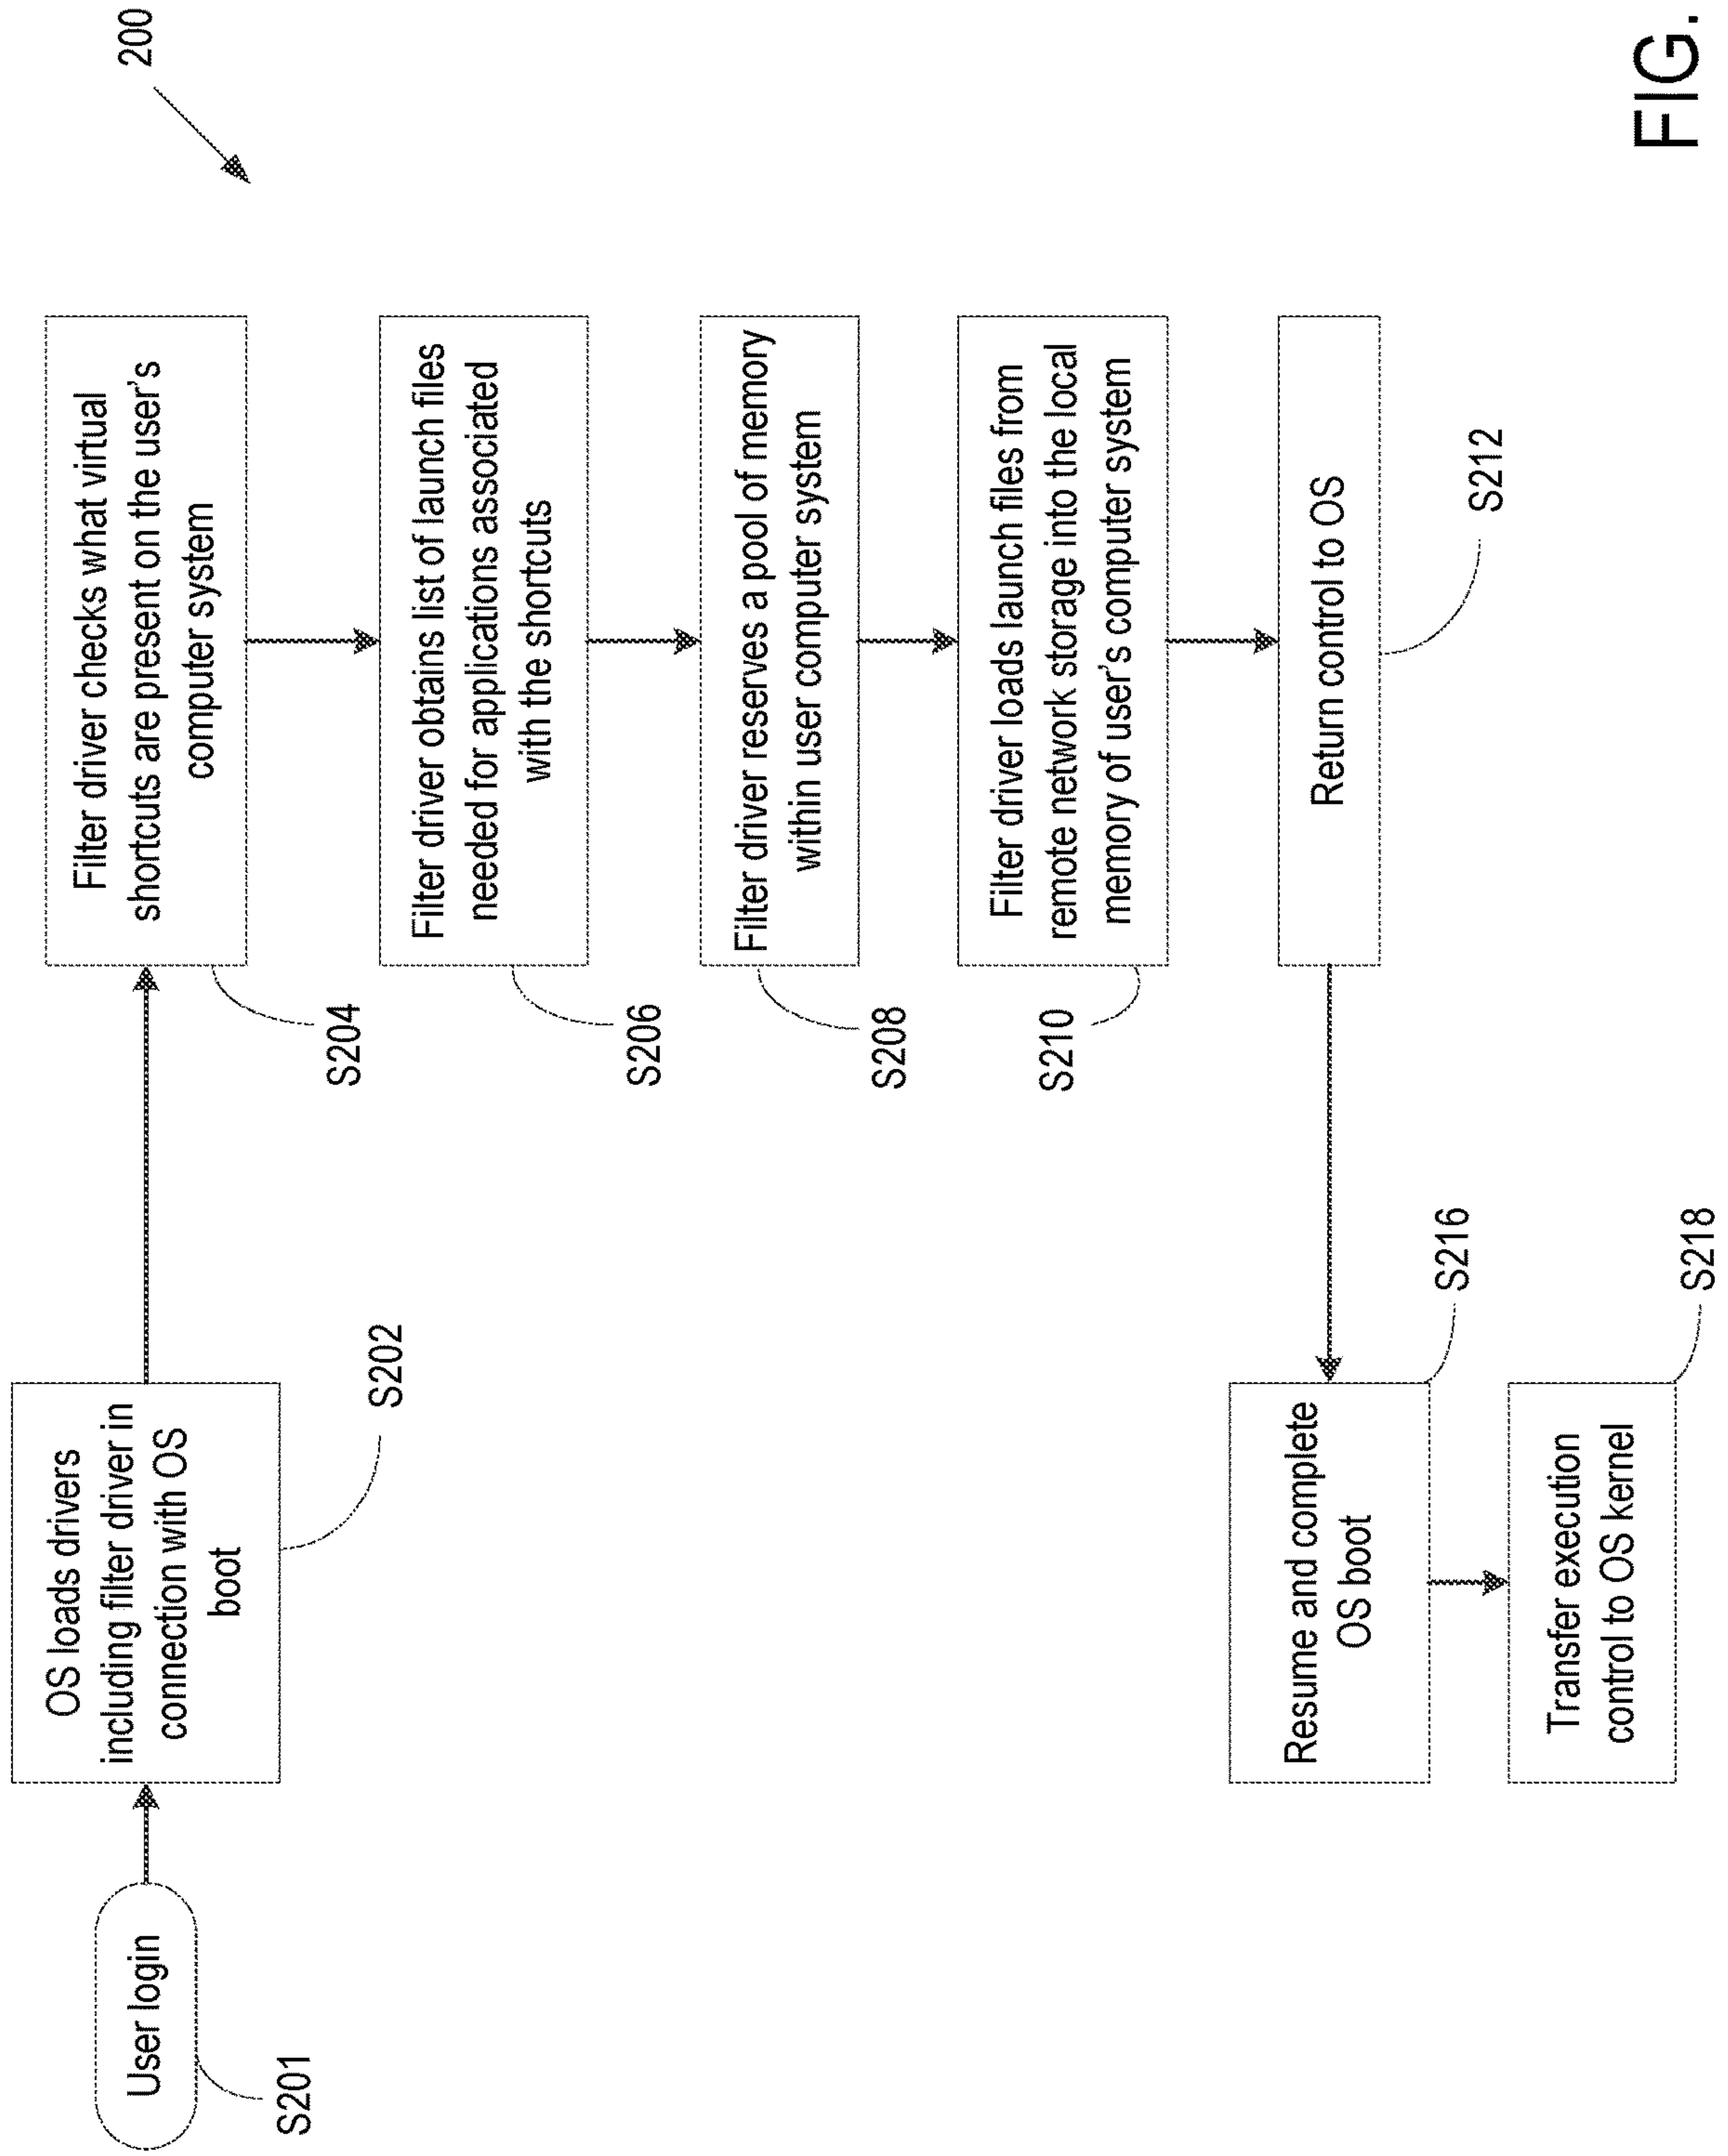 200
User login
S201
OS loads drivers
including filter driver in
connection with OS
boot
S202
Filter driver checks what virtual
shortcuts are present on the user's
computer system
S204
Filter driver obtains list of launch files
needed for applications associated
with the shortcuts
S206
Filter driver reserves a pool of memory
within user computer system
S208
Filter driver loads launch files from
remote network storage into the local
memory of user's computer system
S210
Return control to OS
S212
Resume and complete
OS boot
S216
Transfer execution
control to OS kernel
S218
FIG.